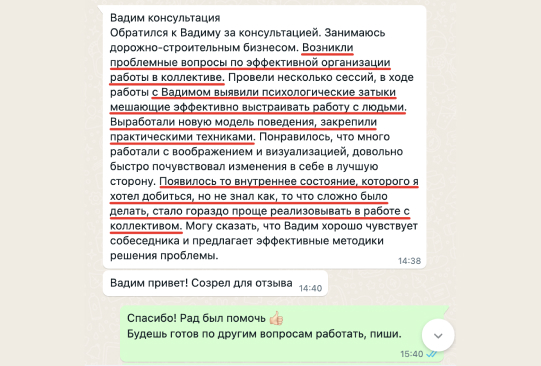 Вадим консультация
Обратился к Вадиму за консультацией. Занимаюсь
дорожно-строительным бизнесом. Возникли
проблемные вопросы по эффективной организации
работы в коллективе. Провели несколько сессий, в ходе
работы с Вадимом выявили психологические затыки
мешающие эффективно выстраивать работу с людьми.
Выработали новую модель поведения, закрепили
практическими техниками. Понравилось, что много
работали с воображением и визуализацией, довольно
быстро почувствовал изменения в себе в лучшую
сторону. Появилось то внутреннее состояние, которого я
хотел добиться, но не знал как, то что сложно было
делать, стало гораздо проще реализовывать в работе с
коллективом. Могу сказать, что Вадим хорошо чувствует
собеседника и предлагает эффективные методики
решения проблемы.
14:38
Вадим привет! Созрел для отзыва 14:40
Спасибо! Рад был помочь 👍🏻
Будешь готов по другим вопросам работать, пиши.
15:40